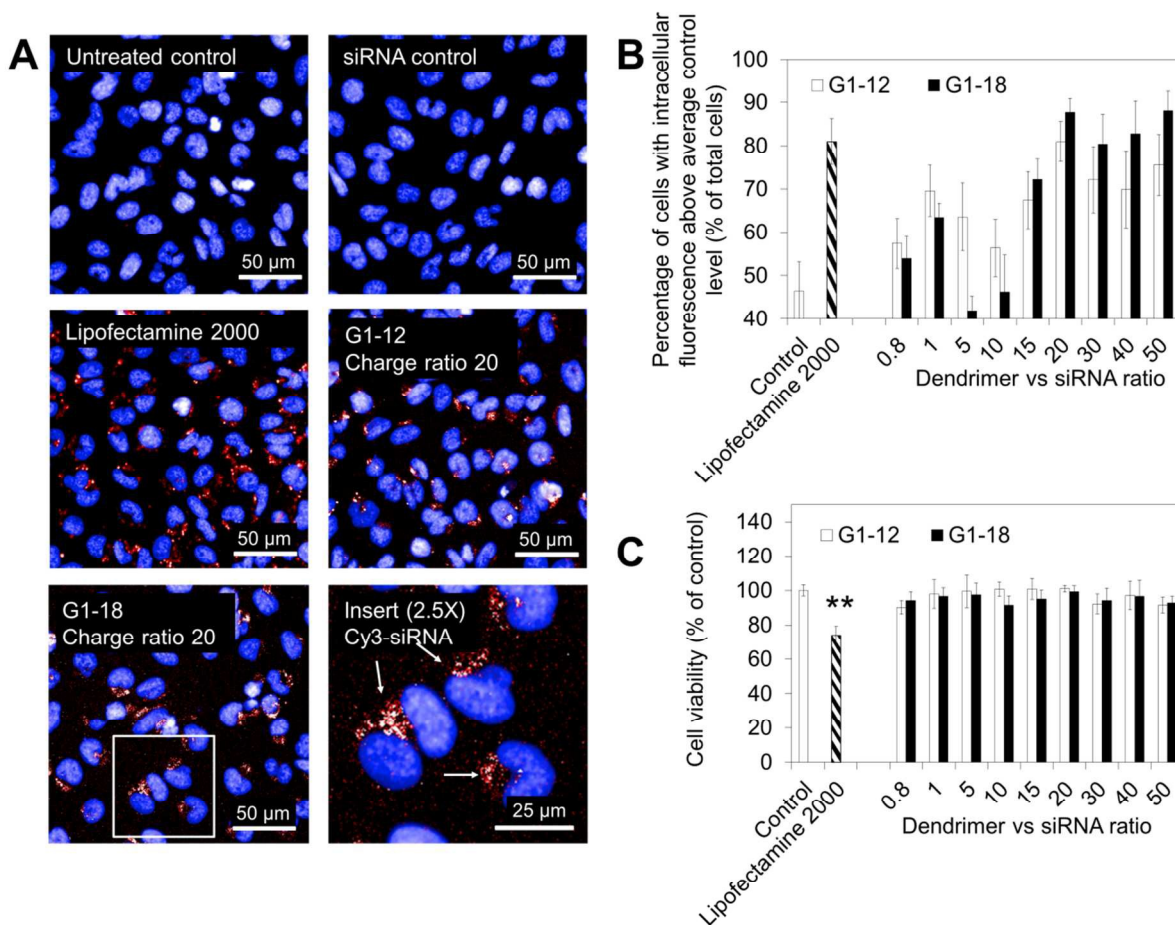 A
Untreated control
50 µm
siRNA control
50 µm
Lipofectamine 2000
50 µm
G1-12
Charge ratio 20
50 µm
G1-18
Charge ratio 20
50 µm
Insert (2.5X)
Cy3-siRNA
25 µm
B
Percentage of cells with intracellular
fluorescence above average control
level (% of total cells)
100
90
80
70
60
50
40
G1-12
G1-18
Control
Lipofectamine 2000
0.8
1
5
10
15
20
30
40
50
Dendrimer vs siRNA ratio
C
Cell viability (% of control)
140
120
100
80
60
40
20
0
G1-12
G1-18
**
Control
Lipofectamine 2000
0.8
1
5
10
15
20
30
40
50
Dendrimer vs siRNA ratio